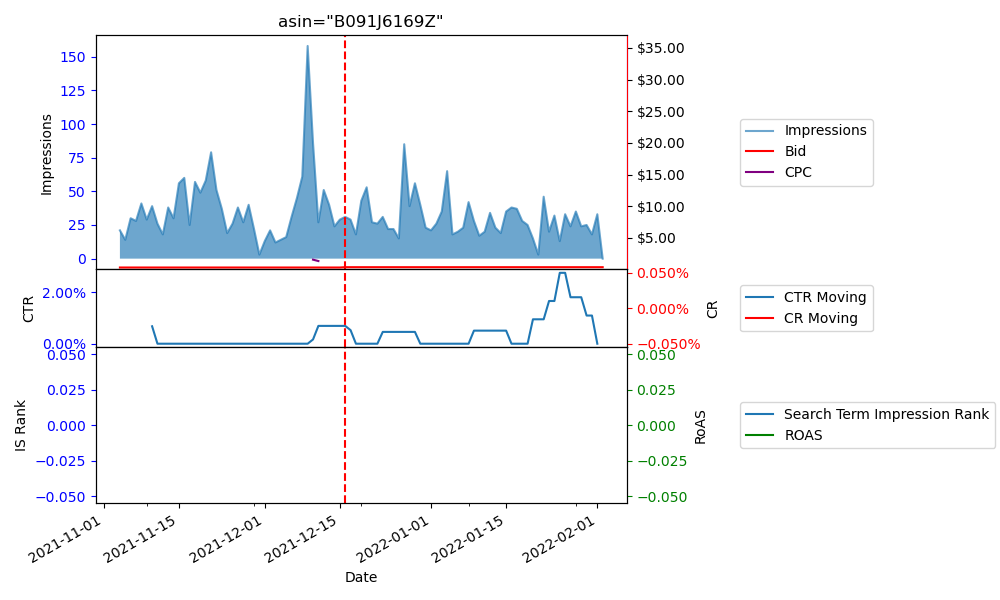 asin="B091J6169Z"
150
125
100
75
50
25
0
Impressions
$35.00
$30.00
$25.00
$20.00
$15.00
$10.00
$5.00
Impressions
Bid
CPC
2.00%
0.00%
CTR
0.050%
0.000%
−0.050%
CR
CTR Moving
CR Moving
0.050
0.025
0.000
−0.025
−0.050
IS Rank
0.050
0.025
0.000
−0.025
−0.050
RoAS
Search Term Impression Rank
ROAS
2021-11-01
2021-11-15
2021-12-01
2021-12-15
2022-01-01
2022-01-15
2022-02-01
Date